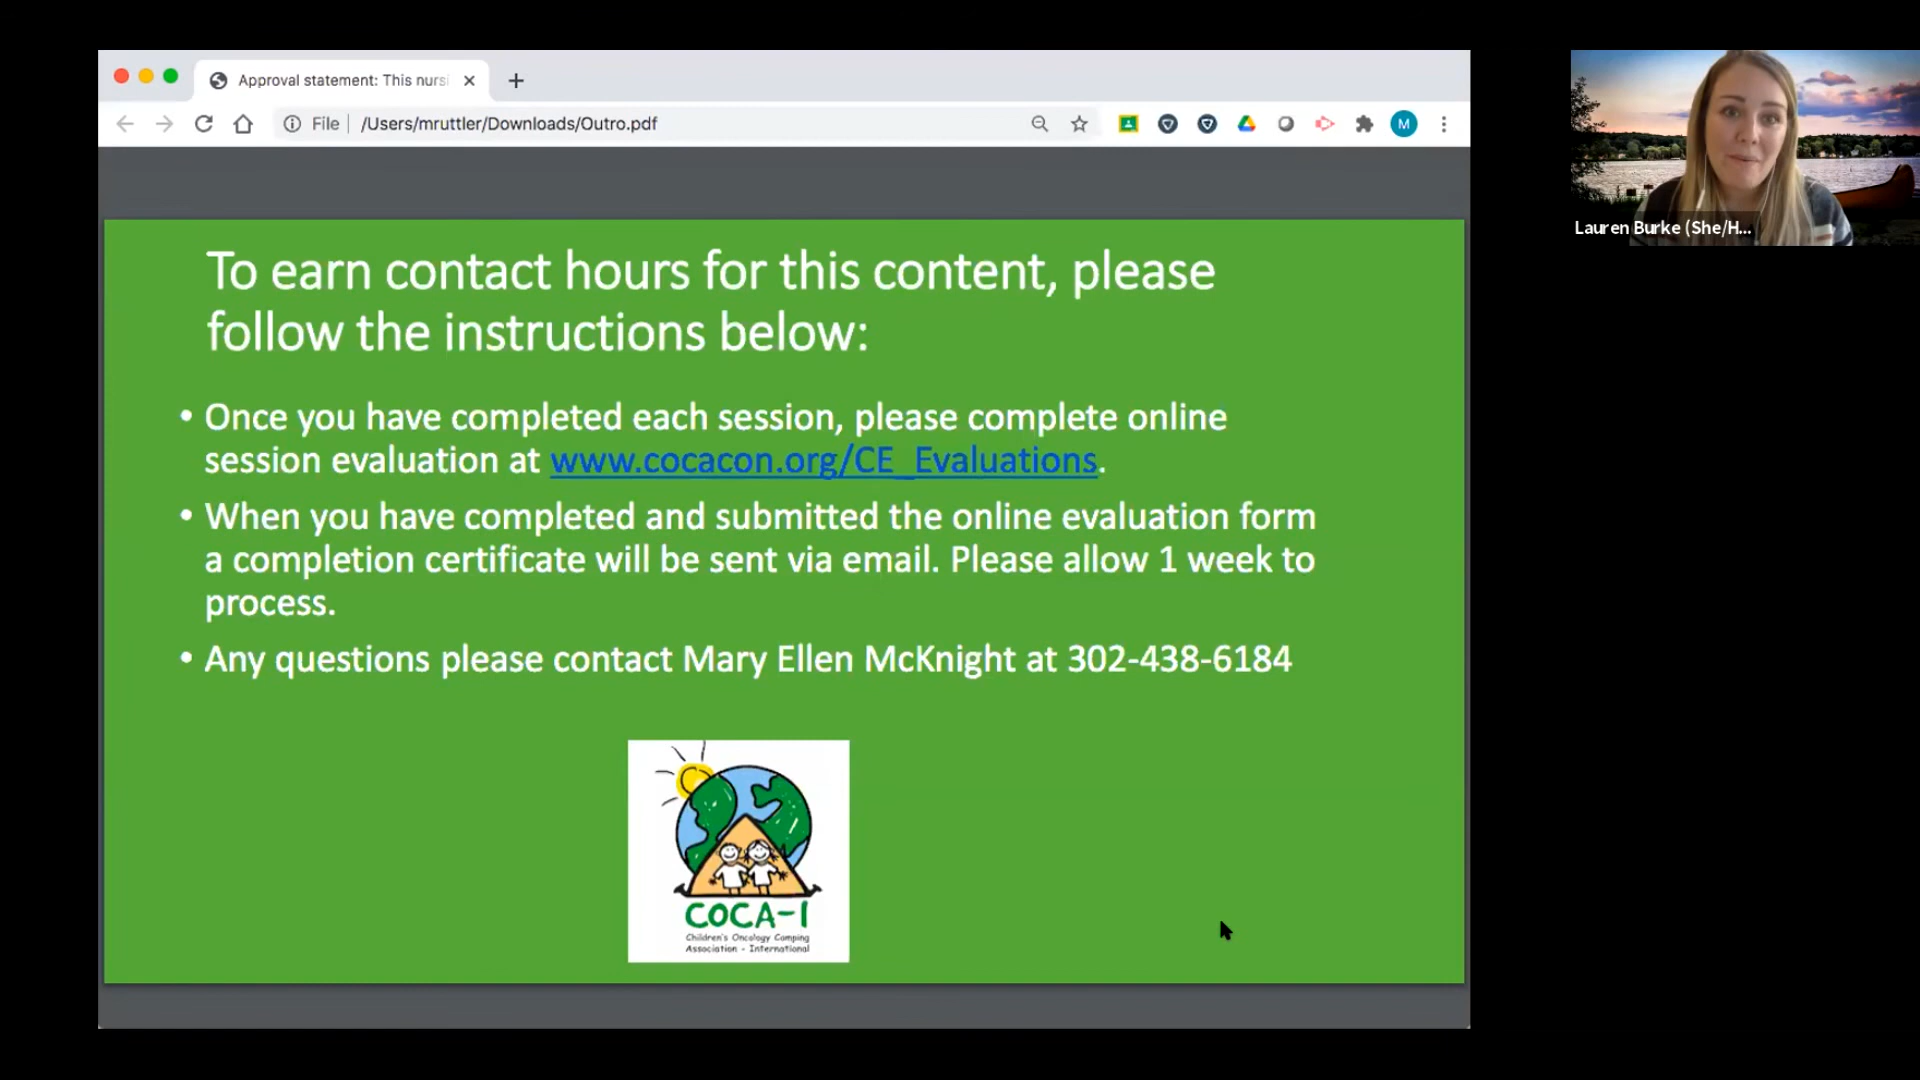 Approval statement: This nursi
File
/Users/mruttler/Downloads/Outro.pdf
M
Lauren Burke (She/H...
To earn contact hours for this content, please
follow the instructions below:
• Once you have completed each session, please complete online
session evaluation at www.cocacon.org/CE_Evaluations.
• When you have completed and submitted the online evaluation form
a completion certificate will be sent via email. Please allow 1 week to
process.
• Any questions please contact Mary Ellen McKnight at 302-438-6184
COCA-I
Children's Oncology Camping
Association - International